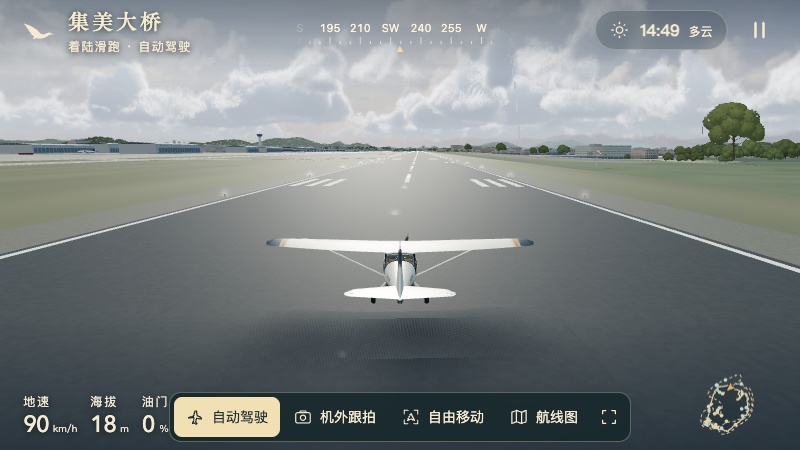 集美大桥
着陆滑跑 · 自动驾驶
S 195 210 SW 240 255 W
14:49 多云
地速 海拔 油门
90 km/h 18 m 0 %
自动驾驶 机外跟拍 自由移动 航线图